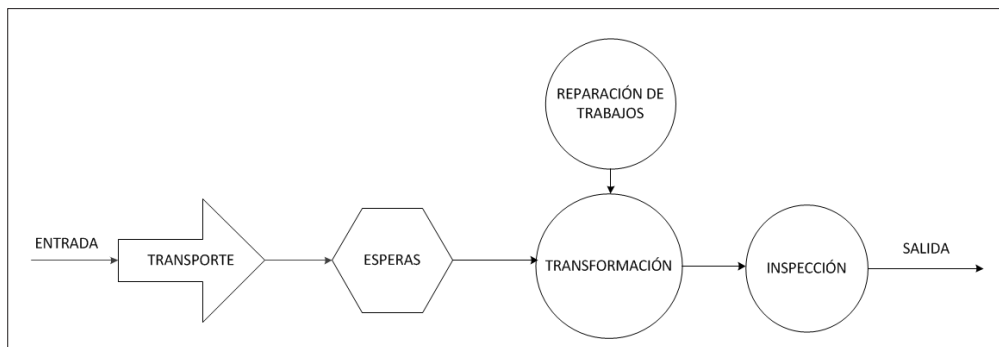 REPARACIÓN DE
TRABAJOS
ENTRADA
TRANSPORTE
ESPERAS
TRANSFORMACIÓN
INSPECCIÓN
SALIDA